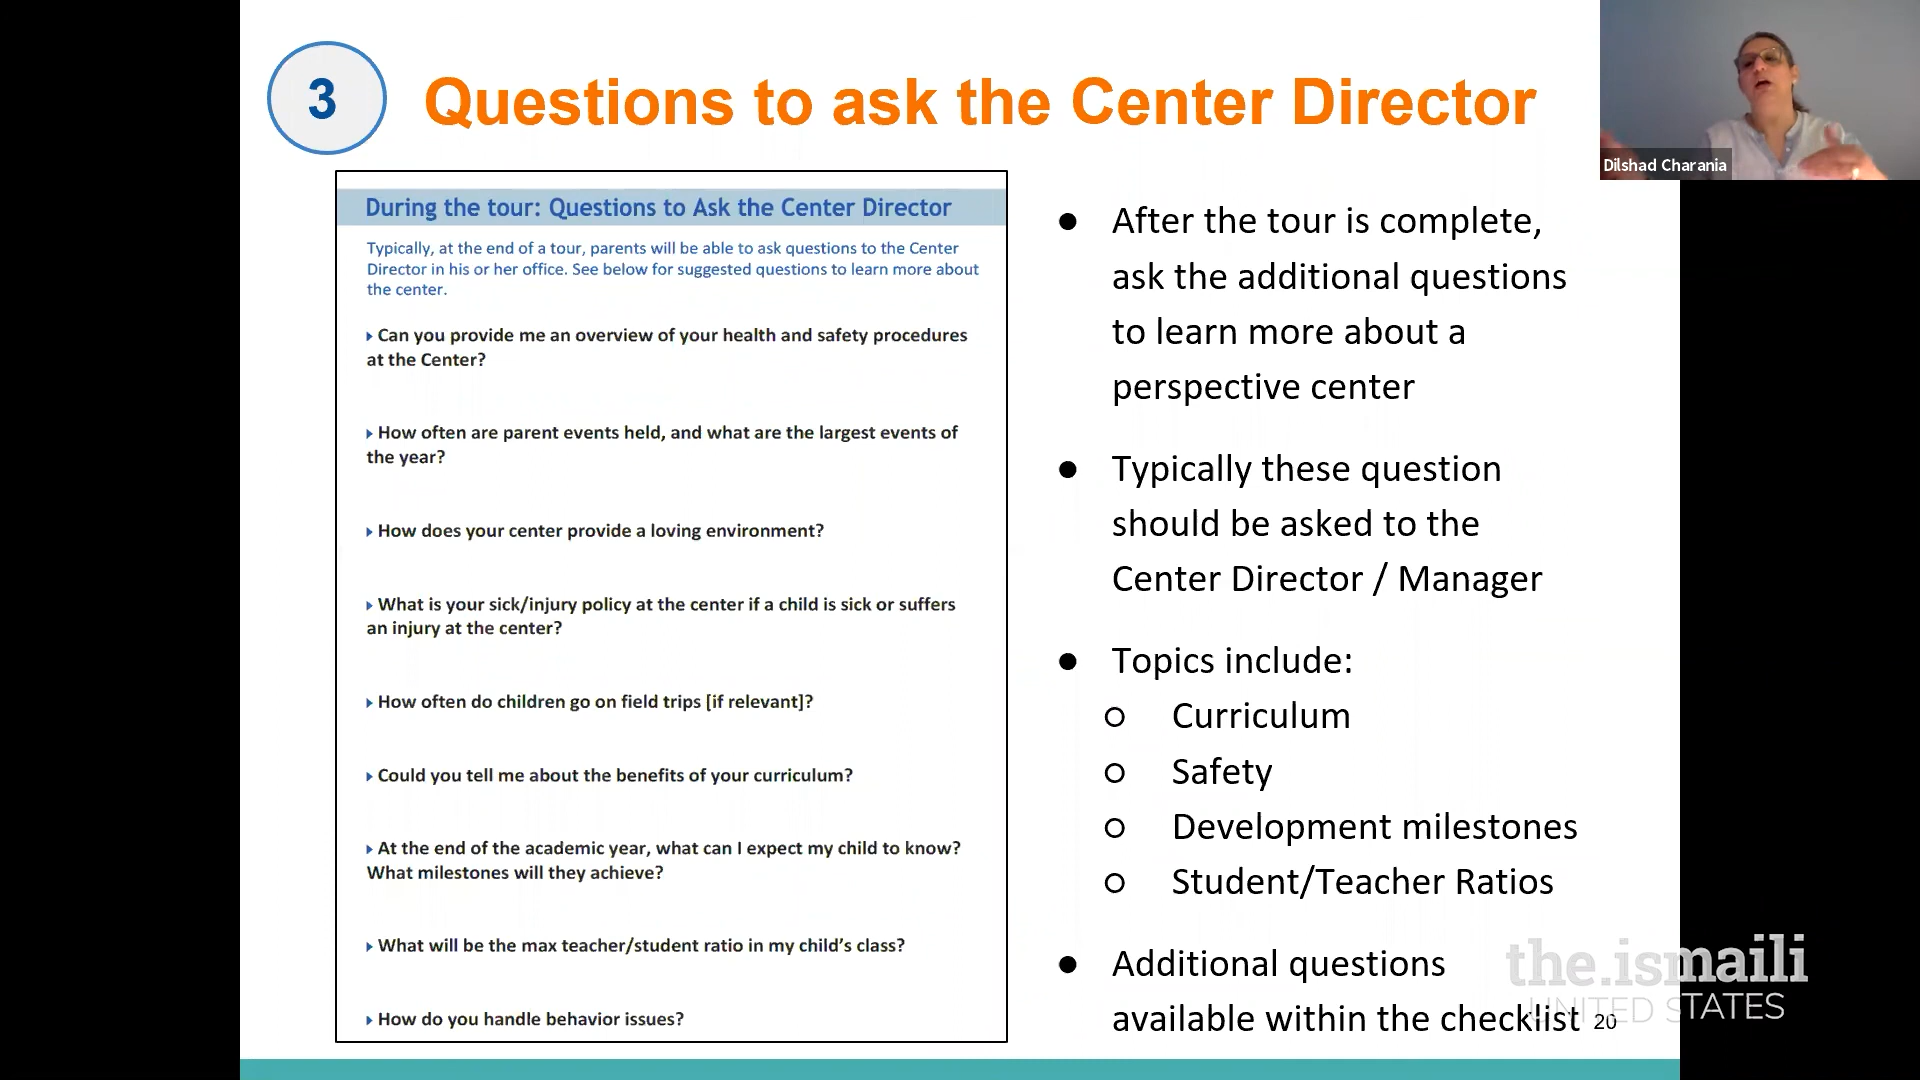 3
Questions to ask the Center Director
Dilshad Charania
During the tour: Questions to Ask the Center Director
Typically, at the end of a tour, parents will be able to ask questions to the Center
Director in his or her office. See below for suggested questions to learn more about
the center.
Can you provide me an overview of your health and safety procedures
at the Center?
How often are parent events held, and what are the largest events of
the year?
How does your center provide a loving environment?
What is your sick/injury policy at the center if a child is sick or suffers
an injury at the center?
How often do children go on field trips [if relevant]?
Could you tell me about the benefits of your curriculum?
At the end of the academic year, what can I expect my child to know?
What milestones will they achieve?
What will be the max teacher/student ratio in my child's class?
How do you handle behavior issues?
● After the tour is complete,
ask the additional questions
to learn more about a
perspective center
● Typically these question
should be asked to the
Center Director / Manager
● Topics include:
○ Curriculum
○ Safety
○ Development milestones
○ Student/Teacher Ratios
● Additional questions
available within the checklist
20
the.ismaili
UNITED STATES